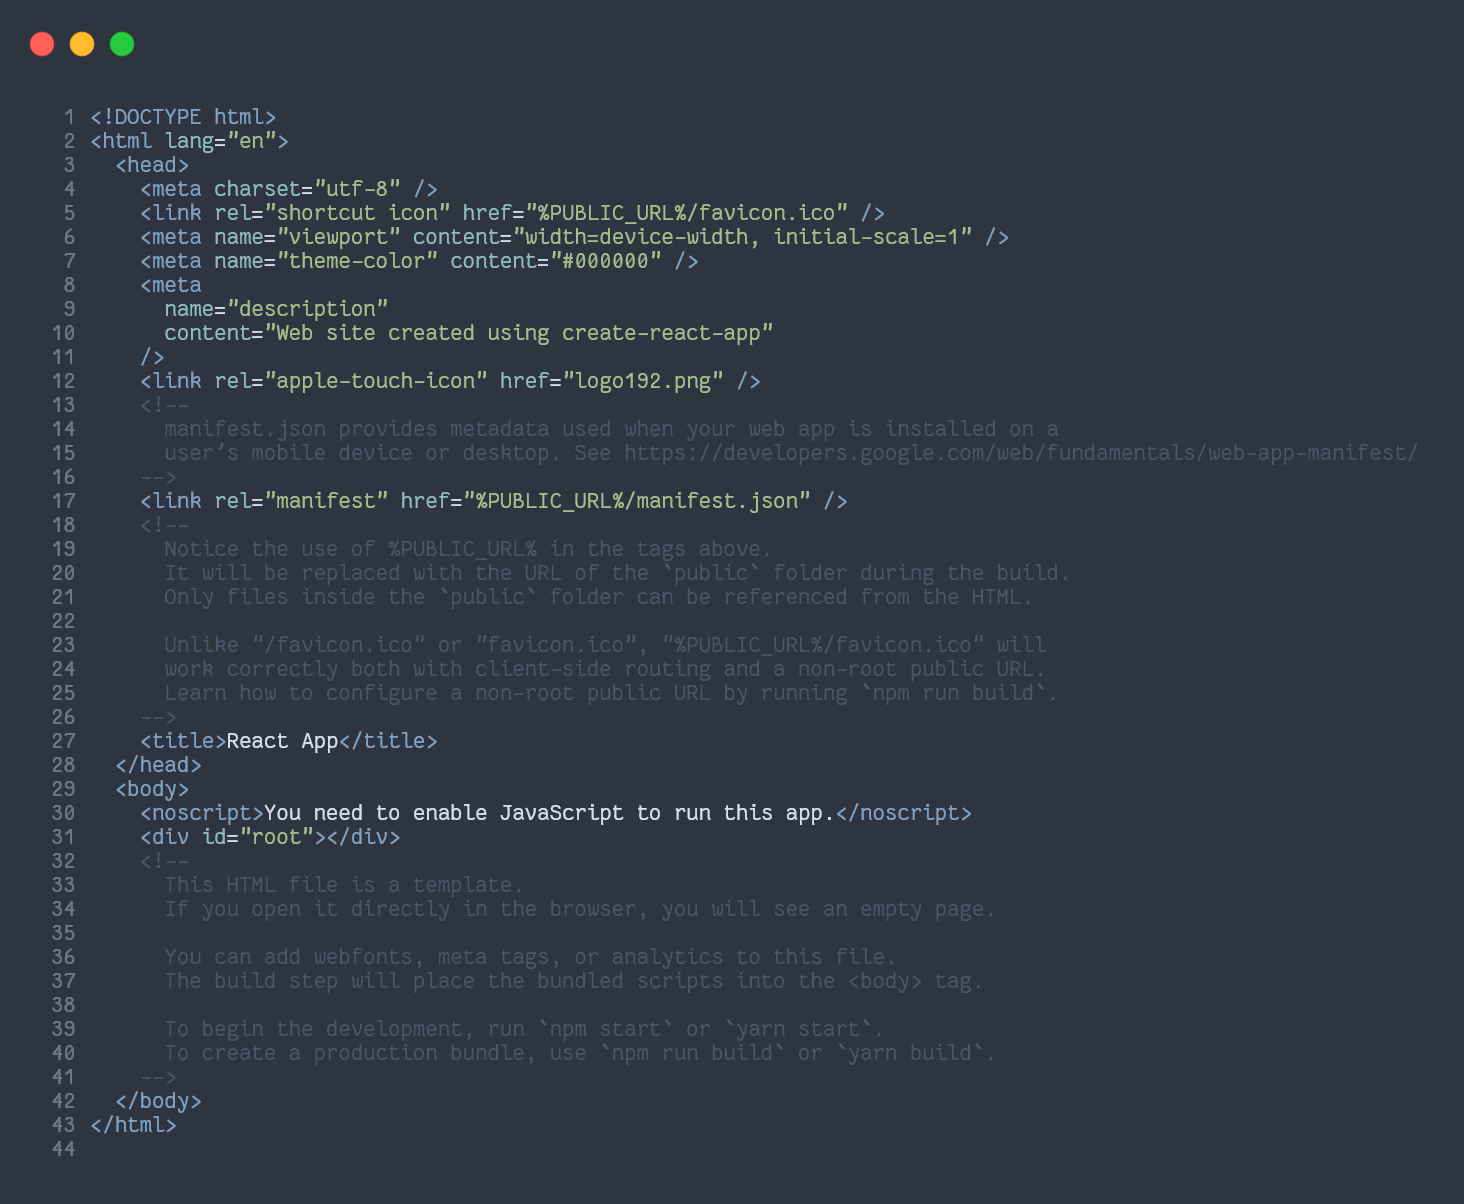 1 <!DOCTYPE html>
2 <html lang="en">
3   <head>
4     <meta charset="utf-8" />
5     <link rel="shortcut icon" href="%PUBLIC_URL%/favicon.ico" />
6     <meta name="viewport" content="width=device-width, initial-scale=1" />
7     <meta name="theme-color" content="#000000" />
8     <meta
9       name="description"
10       content="Web site created using create-react-app"
11     />
12     <link rel="apple-touch-icon" href="logo192.png" />
13     <!--
14       manifest.json provides metadata used when your web app is installed on a
15       user's mobile device or desktop. See https://developers.google.com/web/fundamentals/web-app-manifest/
16     -->
17     <link rel="manifest" href="%PUBLIC_URL%/manifest.json" />
18     <!--
19       Notice the use of %PUBLIC_URL% in the tags above.
20       It will be replaced with the URL of the `public` folder during the build.
21       Only files inside the `public` folder can be referenced from the HTML.
22
23       Unlike "/favicon.ico" or "favicon.ico", "%PUBLIC_URL%/favicon.ico" will
24       work correctly both with client-side routing and a non-root public URL.
25       Learn how to configure a non-root public URL by running `npm run build`.
26     -->
27     <title>React App</title>
28   </head>
29   <body>
30     <noscript>You need to enable JavaScript to run this app.</noscript>
31     <div id="root"></div>
32     <!--
33       This HTML file is a template.
34       If you open it directly in the browser, you will see an empty page.
35
36       You can add webfonts, meta tags, or analytics to this file.
37       The build step will place the bundled scripts into the <body> tag.
38
39       To begin the development, run `npm start` or `yarn start`.
40       To create a production bundle, use `npm run build` or `yarn build`.
41     -->
42   </body>
43 </html>
44